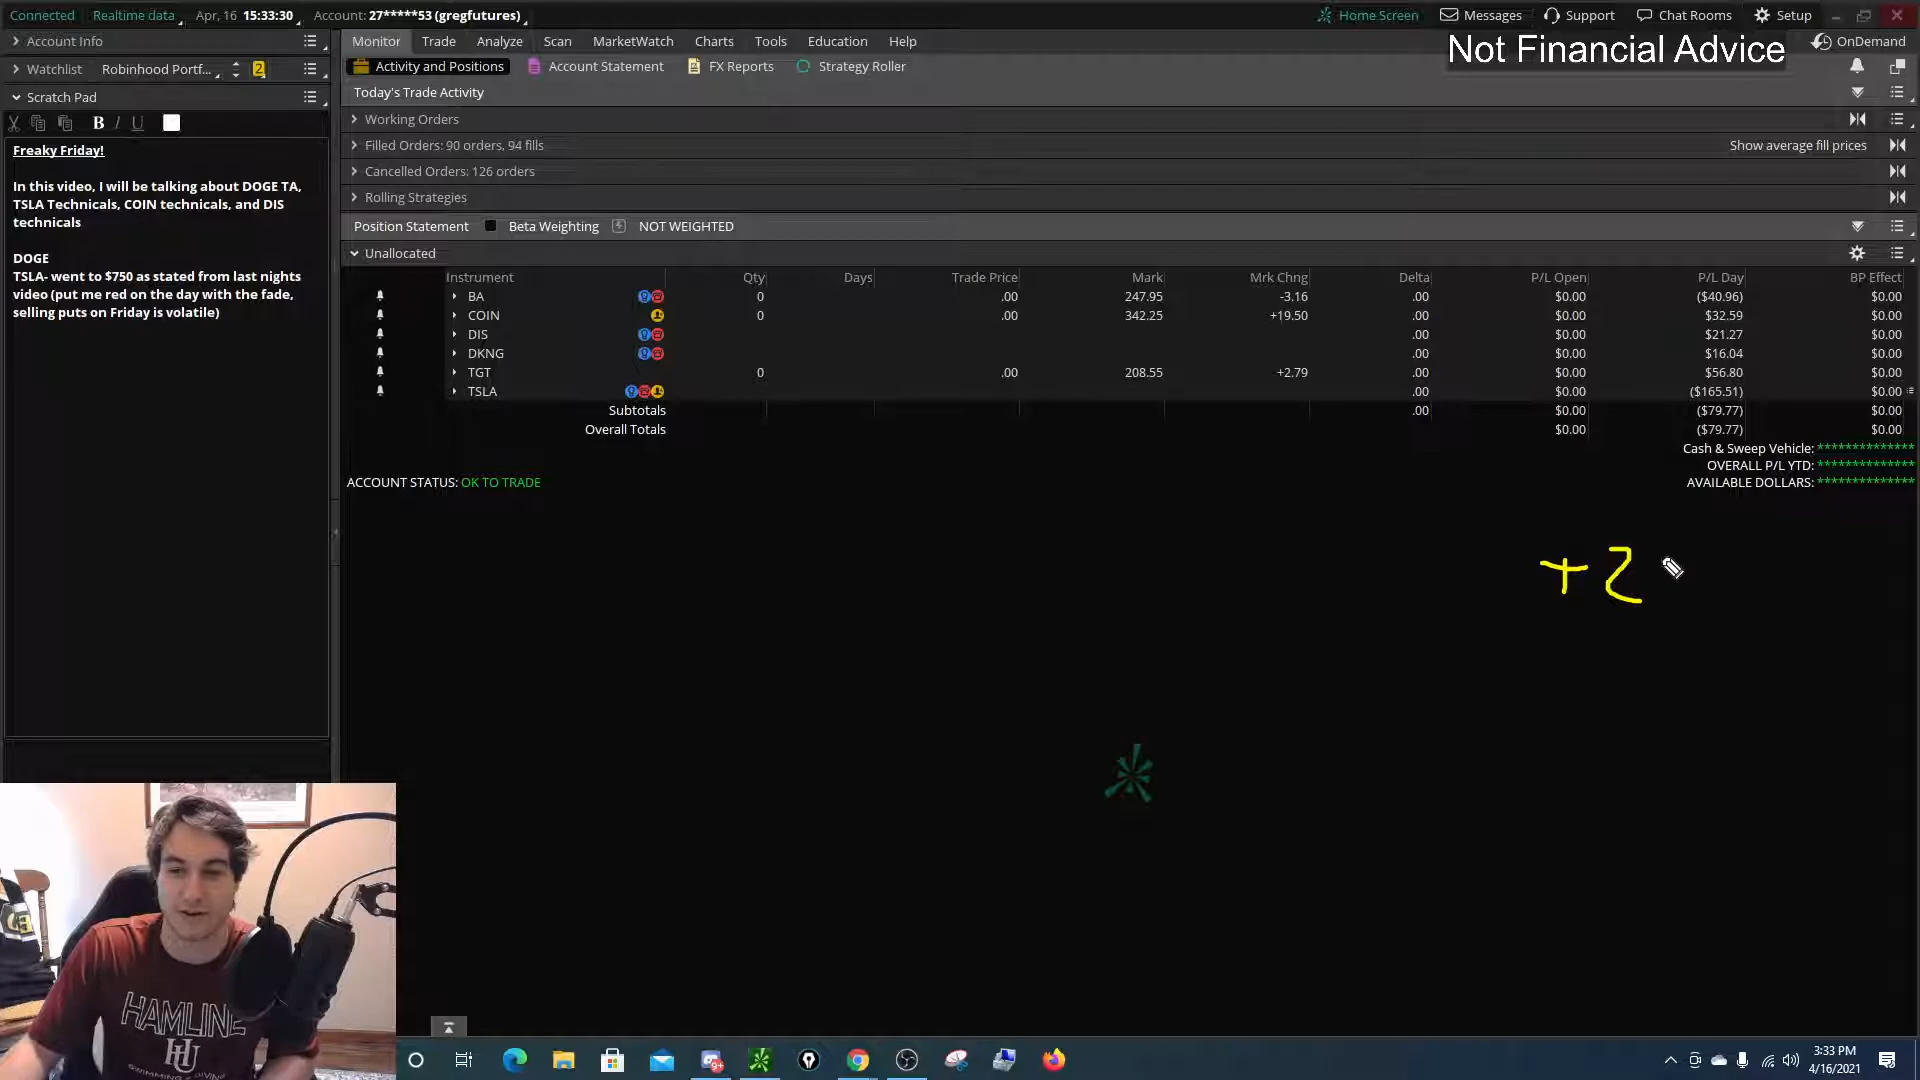 Connected Realtime data Apr, 16 15:33:30 Account: 27*****53 (gregfutures) Home Screen Messages Support Chat Rooms Setup
Account Info Monitor Trade Analyze Scan MarketWatch Charts Tools Education Help Not Financial Advice OnDemand
Watchlist Robinhood Portf... 2 Activity and Positions Account Statement FX Reports Strategy Roller
Scratch Pad
B I U
Freaky Friday!
In this video, I will be talking about DOGE TA,
TSLA Technicals, COIN technicals, and DIS
technicals
DOGE
TSLA- went to $750 as stated from last nights
video (put me red on the day with the fade,
selling puts on Friday is volatile)
Today's Trade Activity
Working Orders
Filled Orders: 90 orders, 94 fills Show average fill prices
Cancelled Orders: 126 orders
Rolling Strategies
Position Statement Beta Weighting NOT WEIGHTED
Unallocated
Instrument Qty Days Trade Price Mark Mrk Chng Delta P/L Open P/L Day BP Effect
BA 0 .00 247.95 -3.16 .00 $0.00 ($40.96) $0.00
COIN 0 .00 342.25 +19.50 .00 $0.00 $32.59 $0.00
DIS .00 $0.00 $21.27 $0.00
DKNG .00 $0.00 $16.04 $0.00
TGT 0 .00 208.55 +2.79 .00 $0.00 $56.80 $0.00
TSLA .00 $0.00 ($165.51) $0.00
Subtotals .00 $0.00 ($79.77) $0.00
Overall Totals $0.00 ($79.77) $0.00
Cash & Sweep Vehicle: **************
OVERALL P/L YTD: **************
ACCOUNT STATUS: OK TO TRADE AVAILABLE DOLLARS: **************
+2
HAMLINE
HU
SWIMMING & DIVING
9+
3:33 PM
4/16/2021